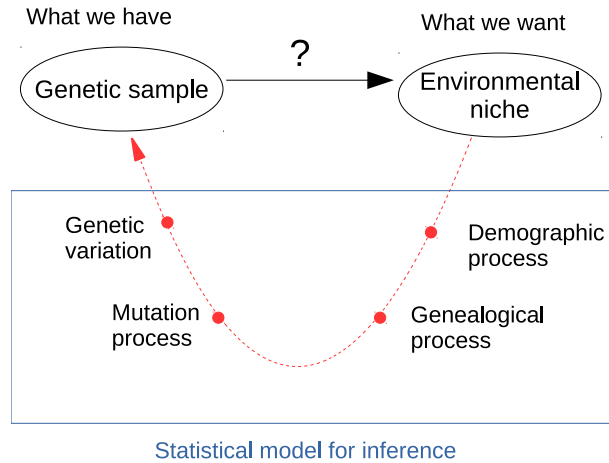 What we have
What we want
?
Genetic sample
Environmental
niche
Genetic
variation
Demographic
process
Mutation
process
Genealogical
process
Statistical model for inference